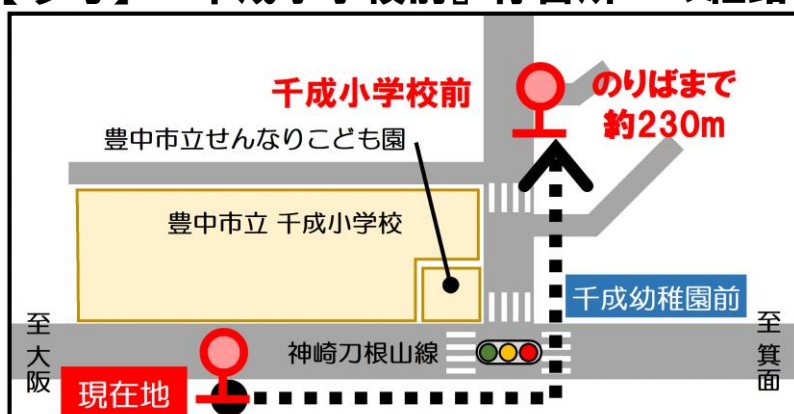 千成小学校前
のりばまで
約230m
豊中市立せんなりこども園
豊中市立 千成小学校
千成幼稚園前
至大阪
神崎刀根山線
至箕面
現在地